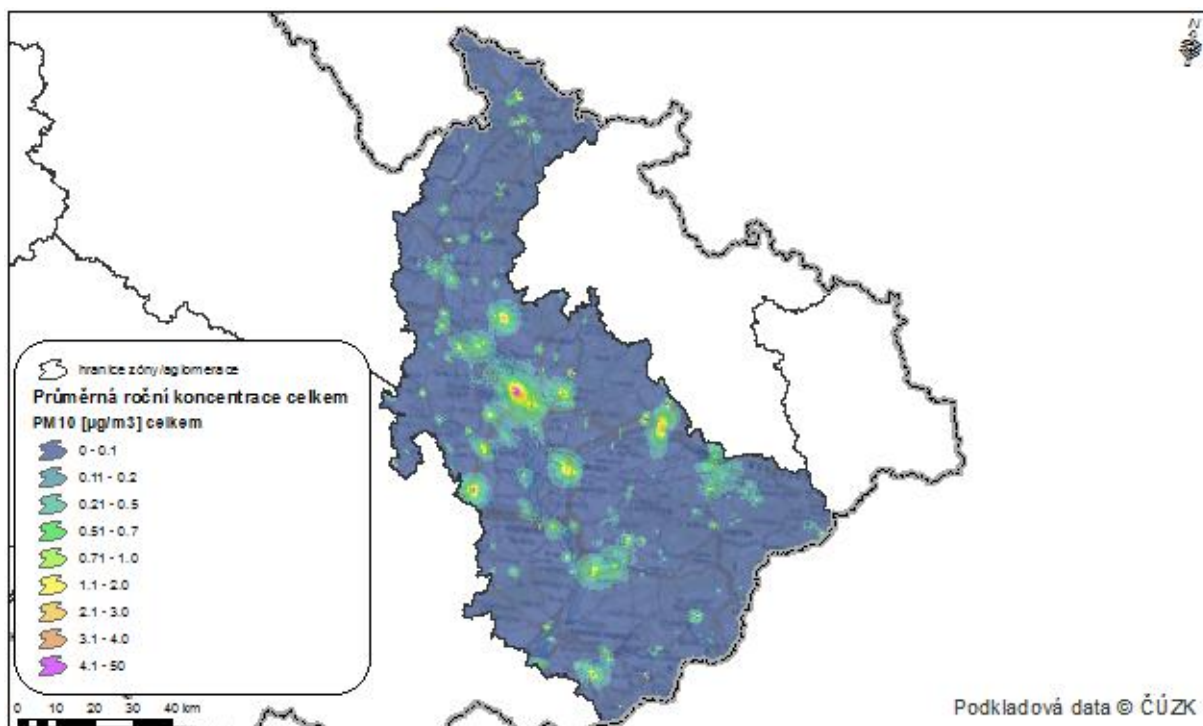 N
hranice zóny/aglomerace
Průměrná roční koncentrace celkem
PM10 [µg/m3] celkem
0 - 0.1
0.11 - 0.2
0.21 - 0.5
0.51 - 0.7
0.71 - 1.0
1.1 - 2.0
2.1 - 3.0
3.1 - 4.0
4.1 - 50
0 10 20 30 40 km
Podkladová data © ČÚZK